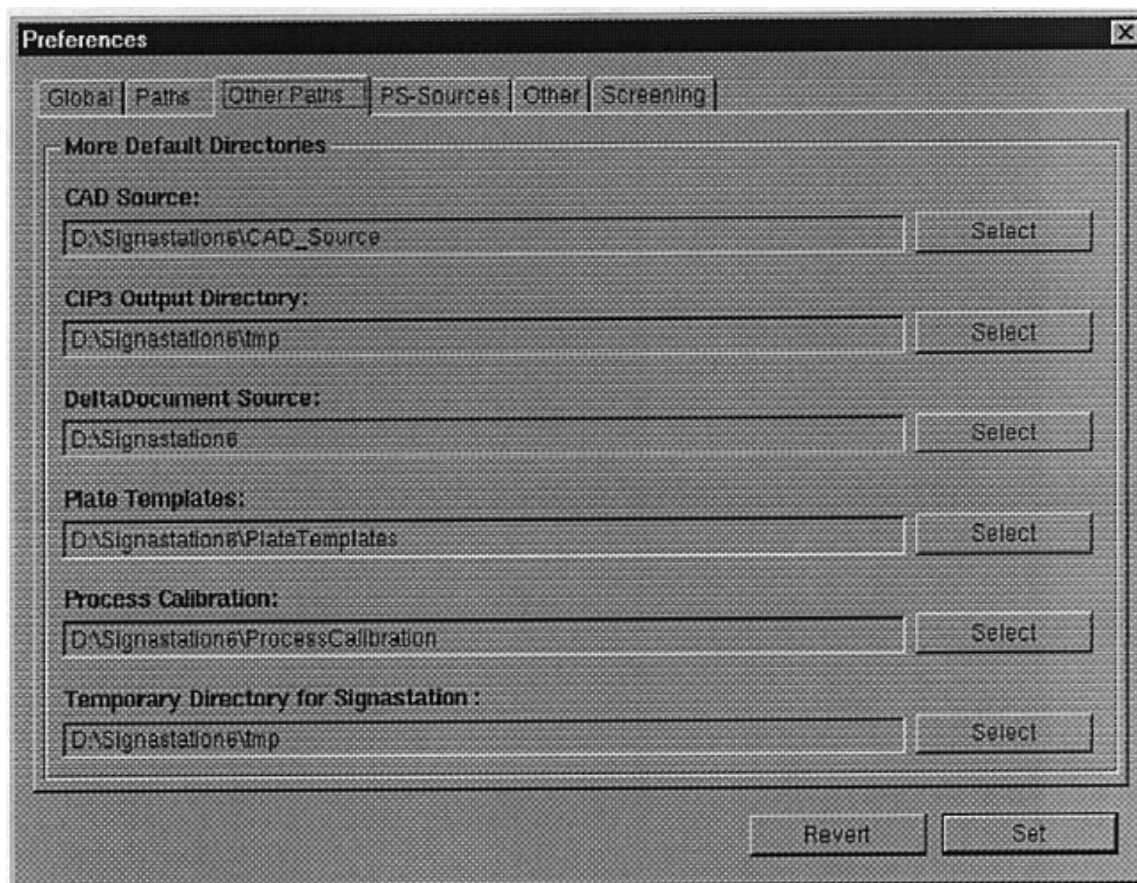 Preferences
Global Paths Other Paths PS-Sources Other Screening
More Default Directories
CAD Source:
D:\Signastation6\CAD_Source Select
CIP3 Output Directory:
D:\Signastation6\tmp Select
DeltaDocument Source:
D:\Signastation6 Select
Plate Templates:
D:\Signastation6\PlateTemplates Select
Process Calibration:
D:\Signastation6\ProcessCalibration Select
Temporary Directory for Signastation :
D:\Signastation6\tmp Select
Revert Set